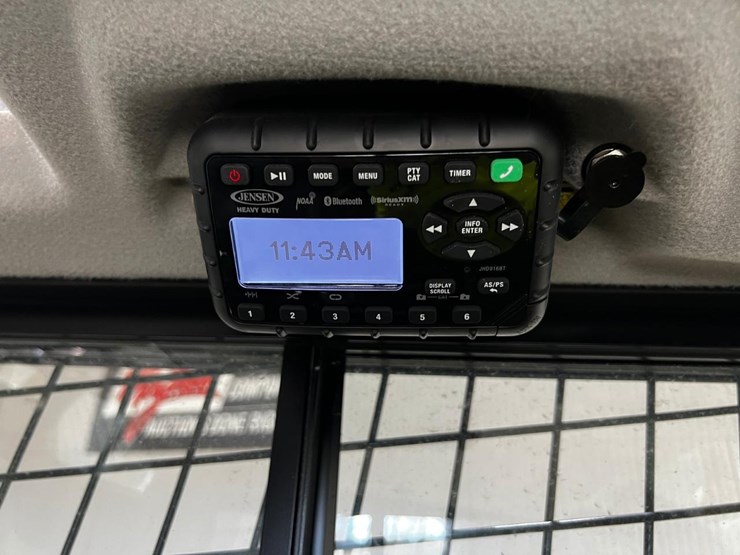 MODE MENU PTY CAT TIMER
JENSEN
HEAVY DUTY
NOAA Bluetooth ((SiriusXM))
READY
INFO
ENTER
11:43AM
DISPLAY
SCROLL
AS/PS
1 2 3 4 5 6